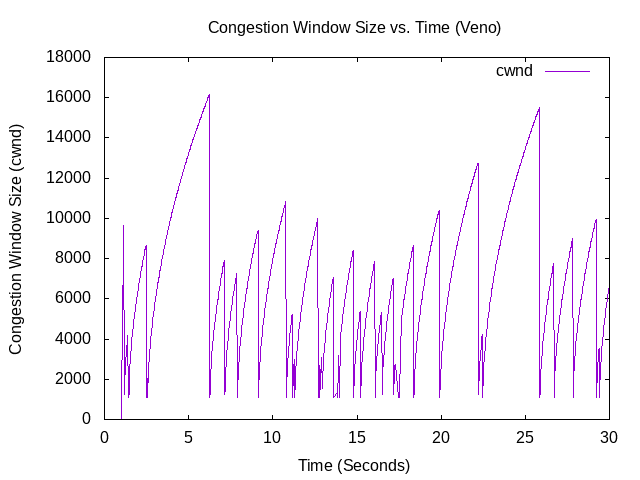 Congestion Window Size vs. Time (Veno)
18000
16000
14000
12000
10000
8000
6000
4000
2000
0
cwnd
Congestion Window Size (cwnd)
0 5 10 15 20 25 30
Time (Seconds)